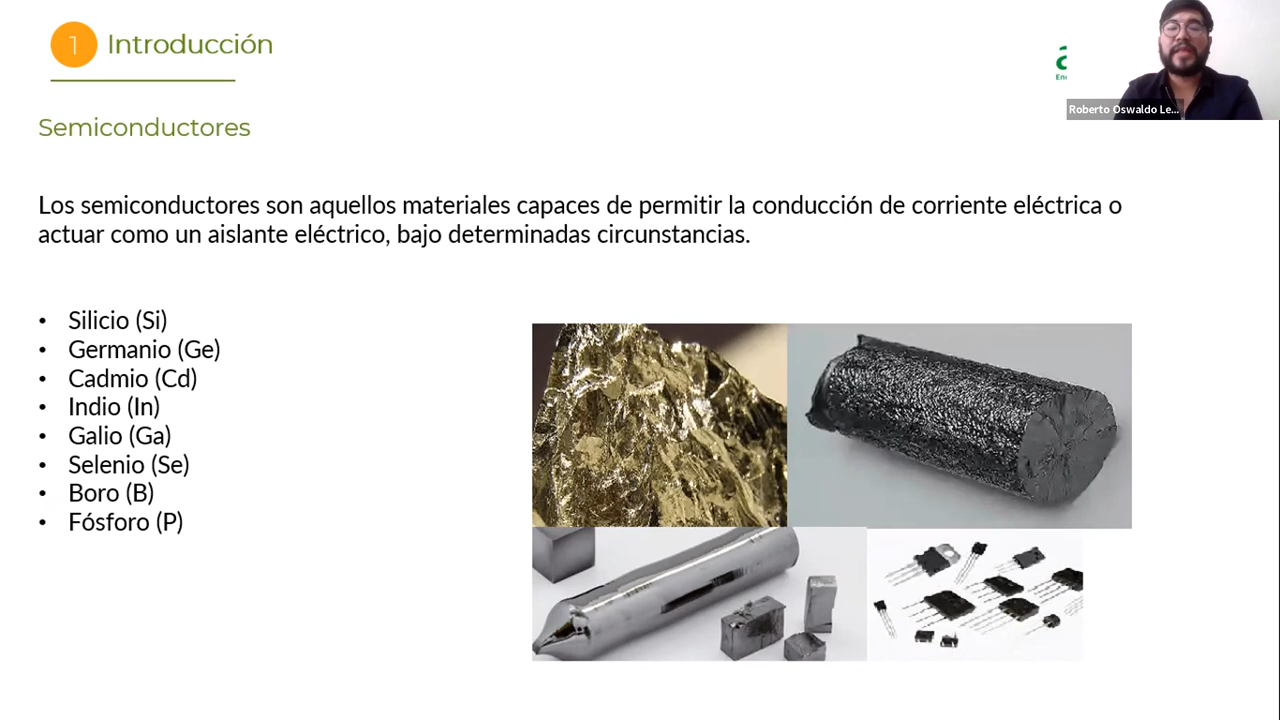 1 Introducción
Semiconductores
Los semiconductores son aquellos materiales capaces de permitir la conducción de corriente eléctrica o
actuar como un aislante eléctrico, bajo determinadas circunstancias.
• Silicio (Si)
• Germanio (Ge)
• Cadmio (Cd)
• Indio (In)
• Galio (Ga)
• Selenio (Se)
• Boro (B)
• Fósforo (P)
Roberto Oswaldo Le...